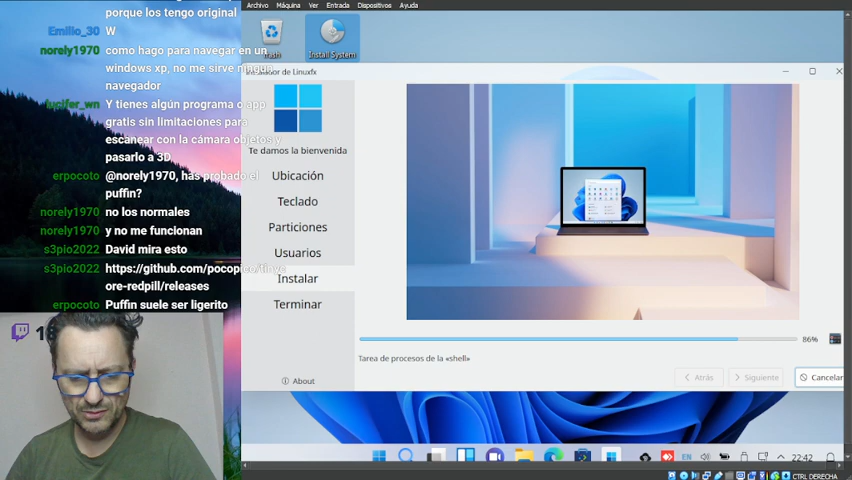 Archivo Máquina Ver Entrada Dispositivos Ayuda
porque los tengo original
Emilio_30 W
norely1970 como hago para navegar en un
windows xp, no me sirve ningún
navegador
lucifer_wn Y tienes algún programa o app
gratis sin limitaciones para
escanear con la cámara objetos y
pasarlo a 3D
erpocoto @norely1970, has probado el
puffin?
norely1970 no los normales
norely1970 y no me funcionan
s3pio2022 David mira esto
s3pio2022 https://github.com/pocopico/tinyc
ore-redpill/releases
erpocoto Puffin suele ser ligerito
Trash
Install System
Instalador de Linuxfx
Te damos la bienvenida
Ubicación
Teclado
Particiones
Usuarios
Instalar
Terminar
About
86%
Tarea de procesos de la «shell»
Atrás
Siguiente
Cancelar
EN
22:42
CTRL DERECHA